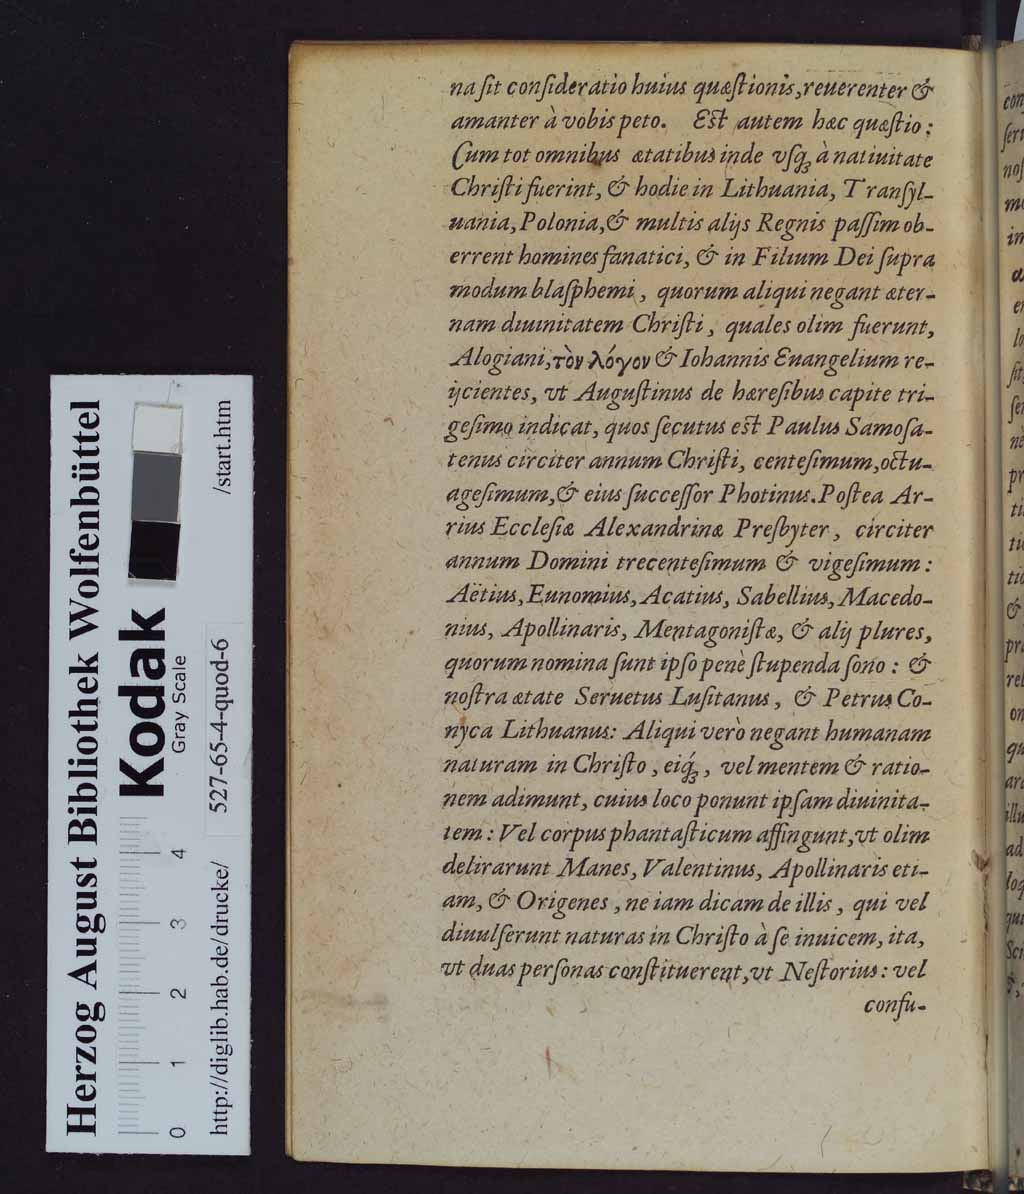 na ſit conſideratio huius quæſtionis, reuerenter &
amanter à vobis peto. Est autem hæc quæſtio:
Cum tot omnibus ætatibus inde vſq; à natiuitate
Chriſti fuerint, & hodie in Lithuania, Tranſyl-
uania, Polonia, & multis alijs Regnis paſſim ob-
errent homines fanatici, & in Filium Dei ſupra
modum blaſphemi, quorum aliqui negant æter-
nam diuinitatem Chriſti, quales olim fuerunt,
Alogiani, τὸν λόγον & Iohannis Euangelium re-
ijcientes, vt Auguſtinus de hæreſibus capite tri-
geſimo indicat, quos ſecutus est Paulus Samoſa-
tenus circiter annum Chriſti, centeſimum, octu-
ageſimum, & eius ſucceſſor Photinus. Poſtea Ar-
rius Eccleſiæ Alexandrinæ Presbyter, circiter
annum Domini trecenteſimum & vigeſimum:
Aëtius, Eunomius, Acatius, Sabellius, Macedo-
nius, Apollinaris, Mentagoniſtæ, & alij plures,
quorum nomina ſunt ipſo penè ſtupenda ſono: &
noſtra ætate Seruetus Luſitanus, & Petrus Co-
nyca Lithuanus: Aliqui verò negant humanam
naturam in Chriſto, eiq́;, vel mentem & ratio-
nem adimunt, cuius loco ponunt ipſam diuinita-
tem: Vel corpus phantaſticum affingunt, vt olim
delirarunt Manes, Valentinus, Apollinaris eti-
am, & Origenes, ne iam dicam de illis, qui vel
diuulſerunt naturas in Chriſto à ſe inuicem, ita,
vt duas perſonas conſtituerent, vt Neſtorius: vel
confu-
Herzog August Bibliothek Wolfenbüttel
Kodak
Gray Scale
0 1 2 3 4
http://diglib.hab.de/drucke/ 527-65-4-quod-6 /start.htm